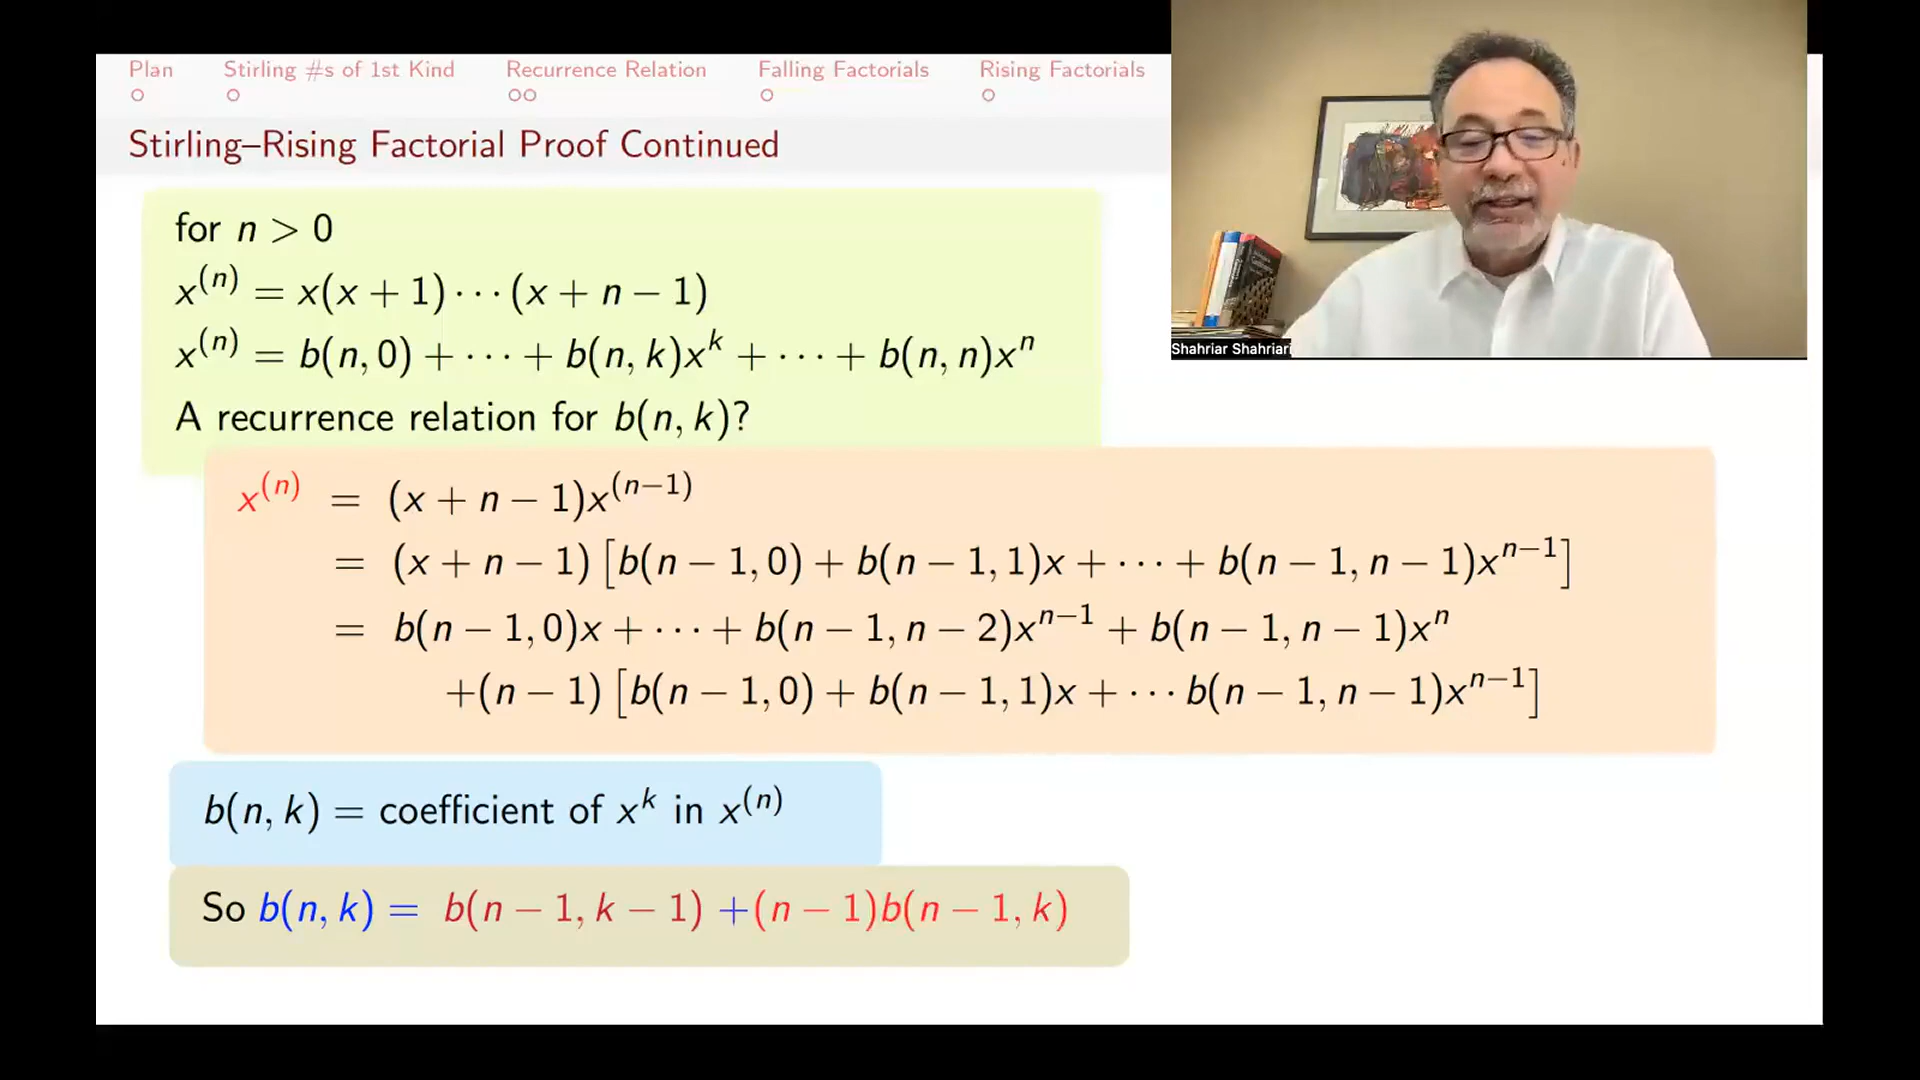 Plan Stirling #s of 1st Kind Recurrence Relation Falling Factorials Rising Factorials
Stirling–Rising Factorial Proof Continued
for n > 0
x^(n) = x(x + 1) ⋯ (x + n − 1)
x^(n) = b(n, 0) + ⋯ + b(n, k)x^k + ⋯ + b(n, n)x^n
A recurrence relation for b(n, k)?
x^(n) = (x + n − 1)x^(n−1)
= (x + n − 1) [b(n − 1, 0) + b(n − 1, 1)x + ⋯ + b(n − 1, n − 1)x^{n−1}]
= b(n − 1, 0)x + ⋯ + b(n − 1, n − 2)x^{n−1} + b(n − 1, n − 1)x^n
+(n − 1) [b(n − 1, 0) + b(n − 1, 1)x + ⋯ b(n − 1, n − 1)x^{n−1}]
b(n, k) = coefficient of x^k in x^(n)
So b(n, k) = b(n − 1, k − 1) +(n − 1)b(n − 1, k)
Shahriar Shahriari